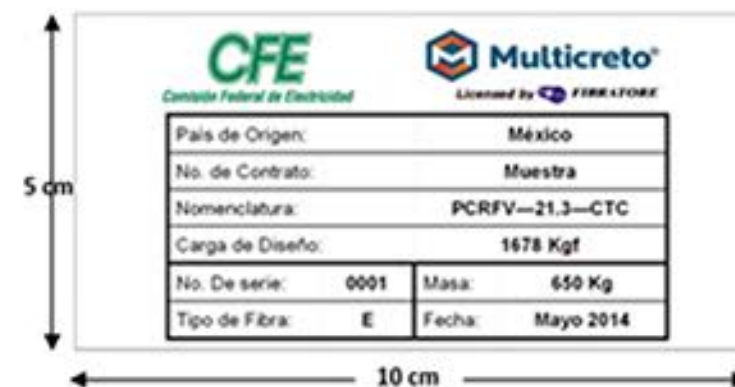 CFE
Comisión Federal de Electricidad
Multicreto®
Licensed by FIBRATORE
País de Origen: México
No. de Contrato: Muestra
Nomenclatura: PCRFV—21.3—CTC
Carga de Diseño: 1678 Kgf
No. De serie: 0001 Masa: 650 Kg
Tipo de Fibra: E Fecha: Mayo 2014
5 cm
10 cm